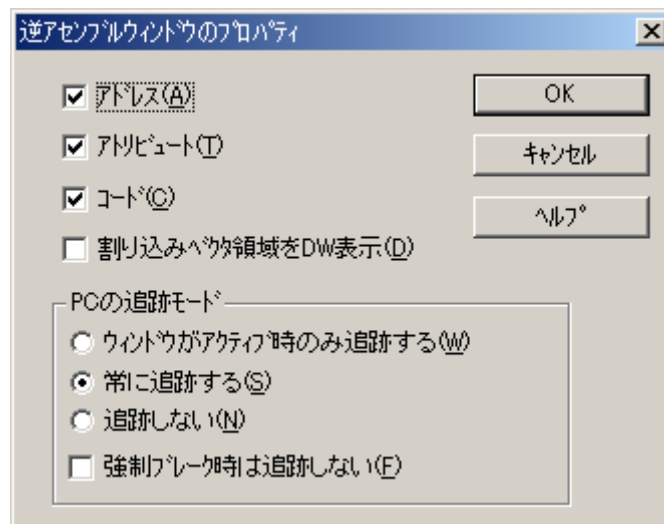 逆アセンブルウィンドウのプロパティ
アドレス(A)
OK
アトリビュート(T)
キャンセル
コード(C)
ヘルプ
割り込みベクタ領域をDW表示(D)
PCの追跡モード
ウィンドウがアクティブ時のみ追跡する(W)
常に追跡する(S)
追跡しない(N)
強制ブレーク時は追跡しない(F)